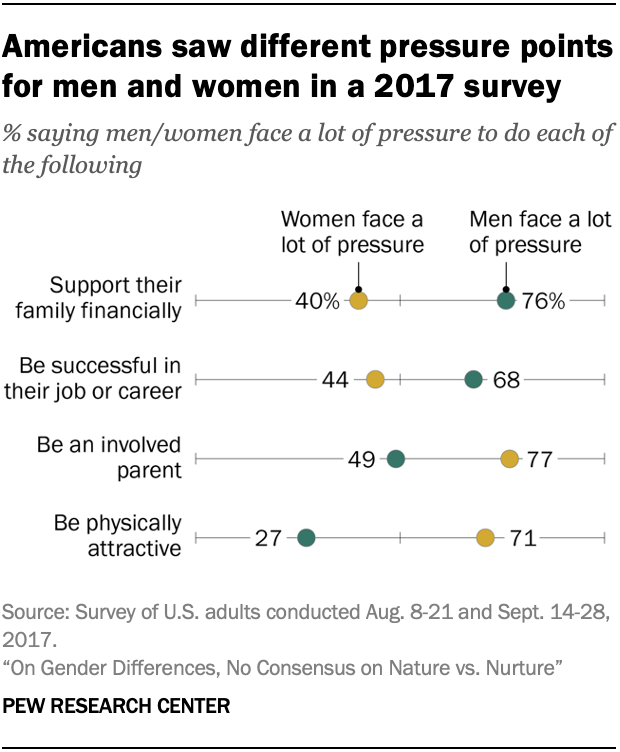 Americans saw different pressure points
for men and women in a 2017 survey
% saying men/women face a lot of pressure to do each of
the following
Women face a
lot of pressure
Men face a lot
of pressure
Support their
family financially
40%
76%
Be successful in
their job or career
44
68
Be an involved
parent
49
77
Be physically
attractive
27
71
Source: Survey of U.S. adults conducted Aug. 8-21 and Sept. 14-28,
2017.
“On Gender Differences, No Consensus on Nature vs. Nurture”
PEW RESEARCH CENTER